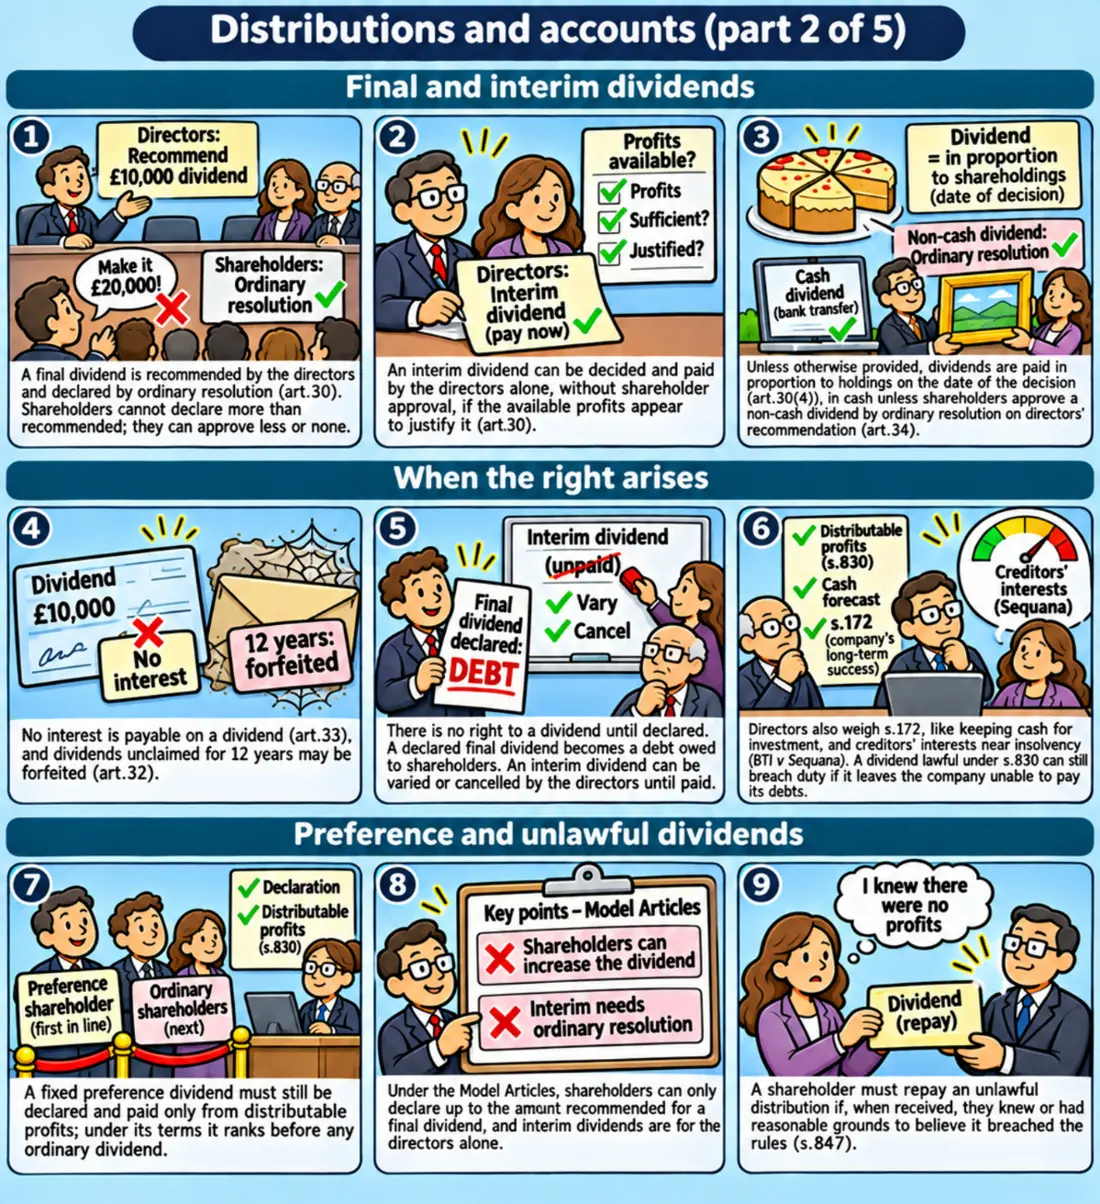 Distributions and accounts (part 2 of 5)
Final and interim dividends
1
Directors:
Recommend
£10,000 dividend
Make it
£20,000!
Shareholders:
Ordinary
resolution
A final dividend is recommended by the directors
and declared by ordinary resolution (art.30).
Shareholders cannot declare more than
recommended; they can approve less or none.
2
Profits
available?
Profits
Sufficient?
Justified?
Directors:
Interim
dividend
(pay now)
An interim dividend can be decided and paid
by the directors alone, without shareholder
approval, if the available profits appear
to justify it (art.30).
3
Dividend
= in proportion
to shareholdings
(date of decision)
Non-cash dividend:
Ordinary resolution
Cash
dividend
(bank transfer)
Unless otherwise provided, dividends are paid in
proportion to holdings on the date of the decision
(art.30(4)), in cash unless shareholders approve a
non-cash dividend by ordinary resolution on directors'
recommendation (art.34).
When the right arises
4
Dividend
£10,000
No
interest
12 years:
forfeited
No interest is payable on a dividend (art.33),
and dividends unclaimed for 12 years may be
forfeited (art.32).
5
Interim dividend
(unpaid)
Vary
Cancel
Final
dividend
declared:
DEBT
There is no right to a dividend until declared.
A declared final dividend becomes a debt owed
to shareholders. An interim dividend can be
varied or cancelled by the directors until paid.
6
Distributable
profits
(s.830)
Cash
forecast
s.172
(company's
long-term
success)
Creditors'
interests
(Sequana)
Directors also weigh s.172, like keeping cash for
investment, and creditors' interests near insolvency
(BTI v Sequana). A dividend lawful under s.830 can still
breach duty if it leaves the company unable to pay
its debts.
Preference and unlawful dividends
7
Declaration
Distributable
profits
(s.830)
Preference
shareholder
(first in line)
Ordinary
shareholders
(next)
A fixed preference dividend must still be
declared and paid only from distributable
profits; under its terms it ranks before any
ordinary dividend.
8
Key points – Model Articles
Shareholders can
increase the dividend
Interim needs
ordinary resolution
Under the Model Articles, shareholders can only
declare up to the amount recommended for a
final dividend, and interim dividends are for the
directors alone.
9
I knew there
were no
profits
Dividend
(repay)
A shareholder must repay an unlawful
distribution if, when received, they knew or had
reasonable grounds to believe it breached the
rules (s.847).